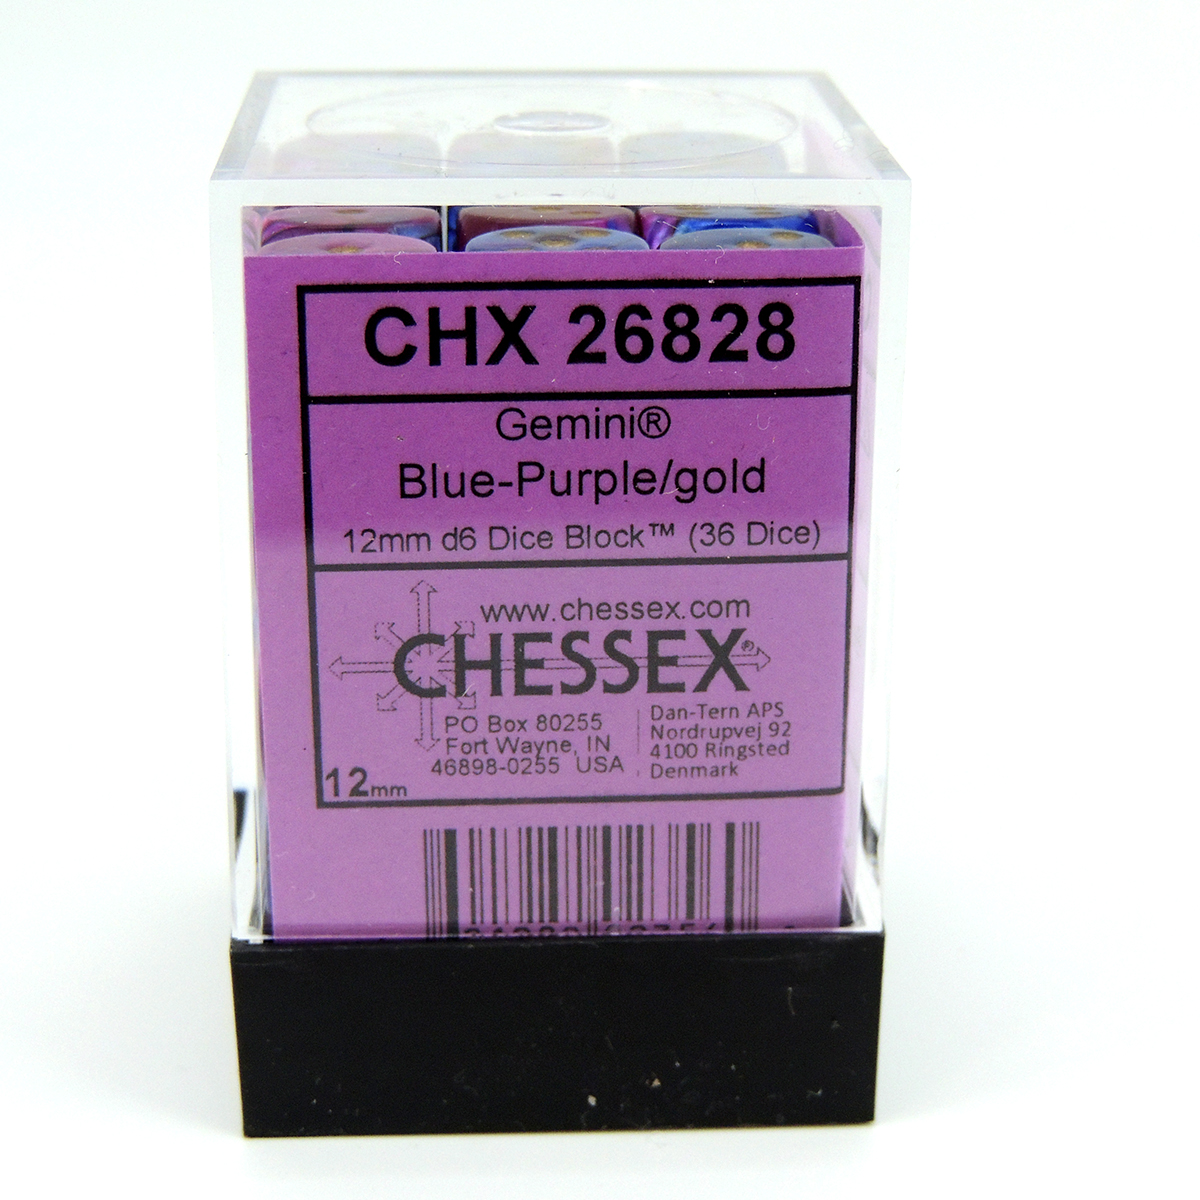 CHX 26828
Gemini®
Blue-Purple/gold
12mm d6 Dice Block™ (36 Dice)
www.chessex.com
CHESSEX®
PO Box 80255
Fort Wayne, IN
46898-0255 USA
Dan-Tern APS
Nordrupvej 92
4100 Ringsted
Denmark
12mm